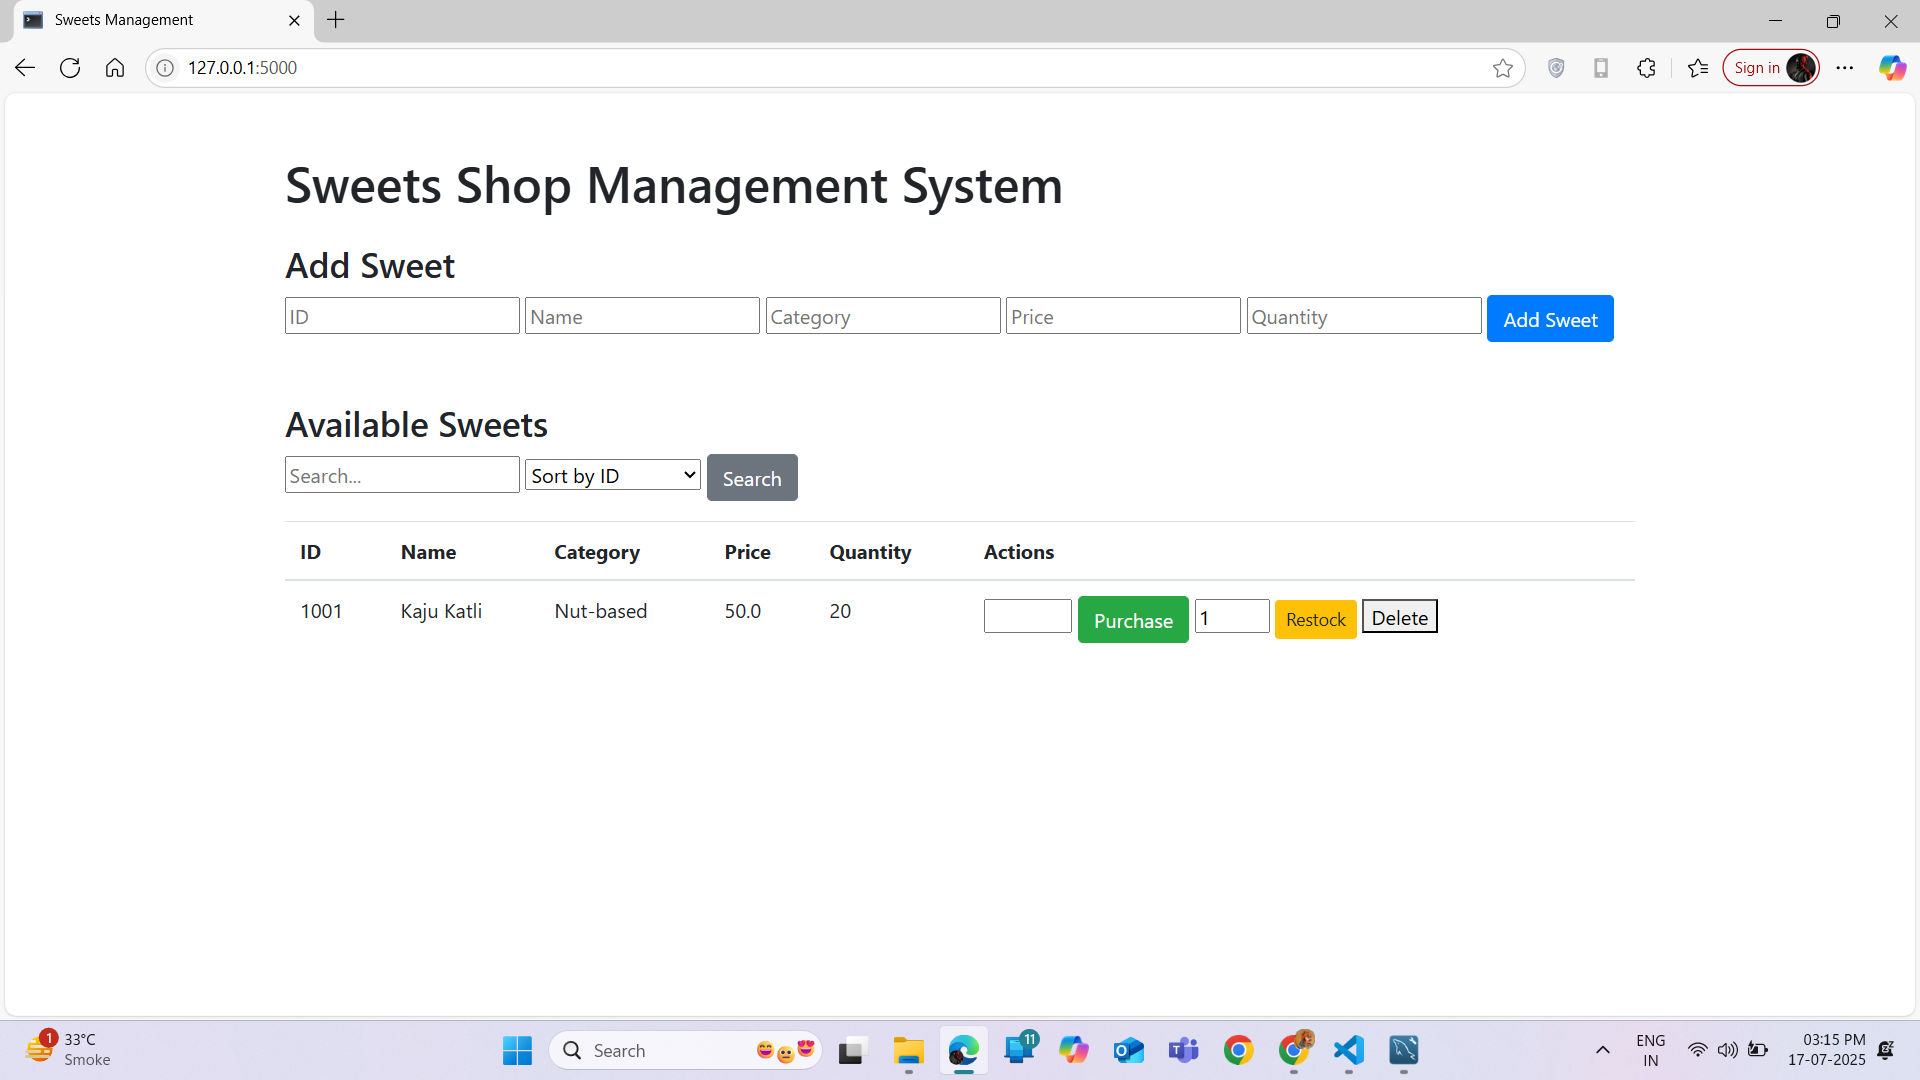 Sweets Management
127.0.0.1:5000
Sign in
Sweets Shop Management System
Add Sweet
ID Name Category Price Quantity Add Sweet
Available Sweets
Search... Sort by ID Search
ID Name Category Price Quantity Actions
1001 Kaju Katli Nut-based 50.0 20 Purchase 1 Restock Delete
1 33°C
Smoke
Search
11
ENG
IN
03:15 PM
17-07-2025